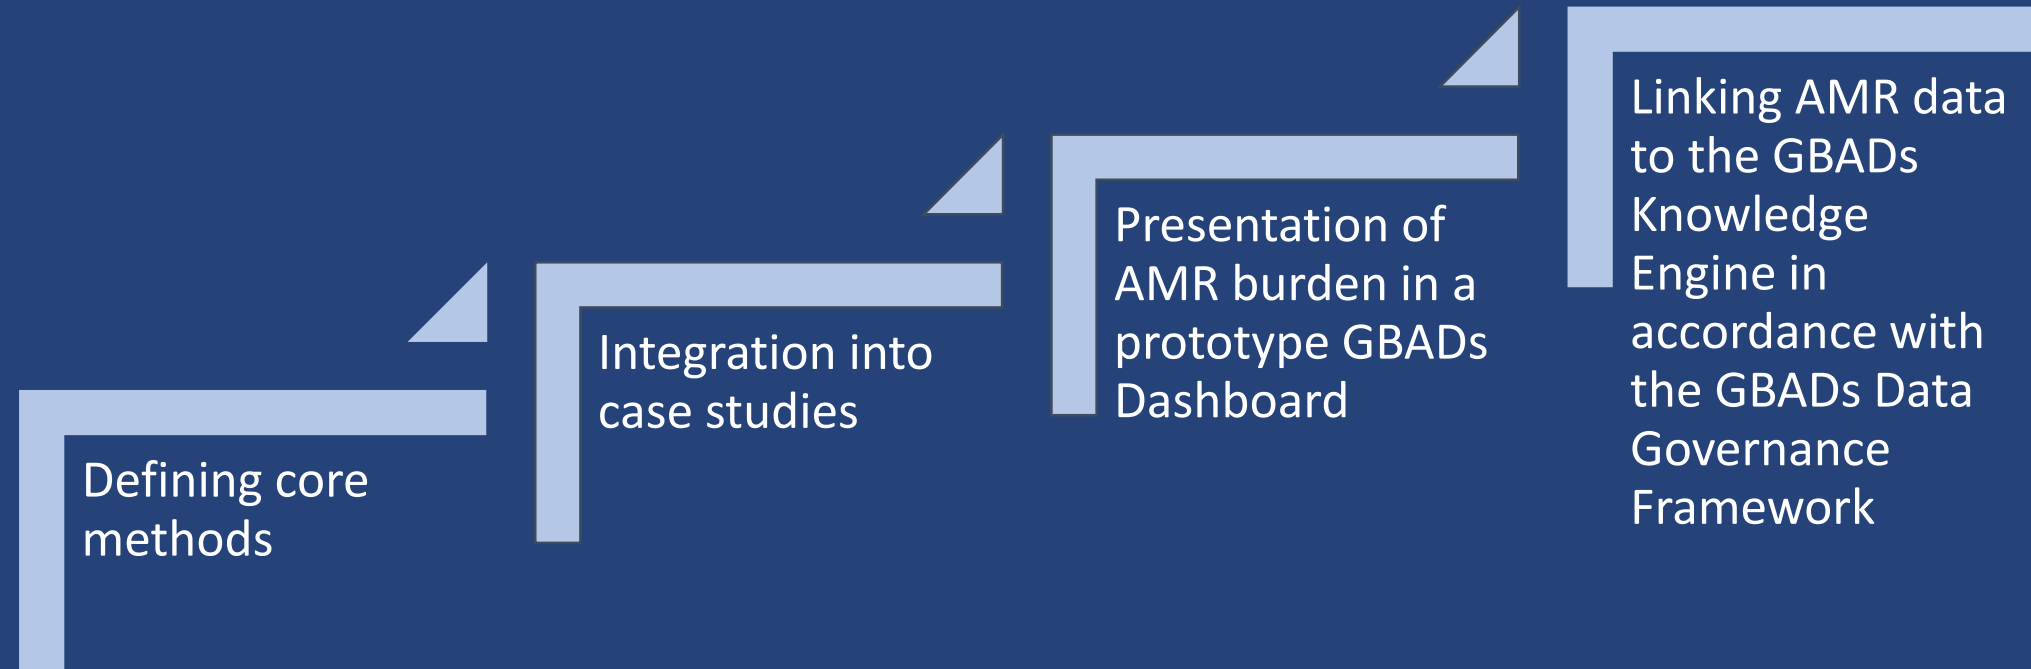 Defining core
methods
Integration into
case studies
Presentation of
AMR burden in a
prototype GBADs
Dashboard
Linking AMR data
to the GBADs
Knowledge
Engine in
accordance with
the GBADs Data
Governance
Framework